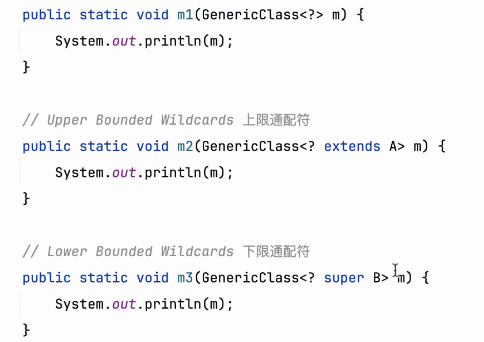 public static void m1(GenericClass<?> m) {
System.out.println(m);
}
// Upper Bounded Wildcards 上限通配符
public static void m2(GenericClass<? extends A> m) {
System.out.println(m);
}
// Lower Bounded Wildcards 下限通配符
public static void m3(GenericClass<? super B> m) {
System.out.println(m);
}